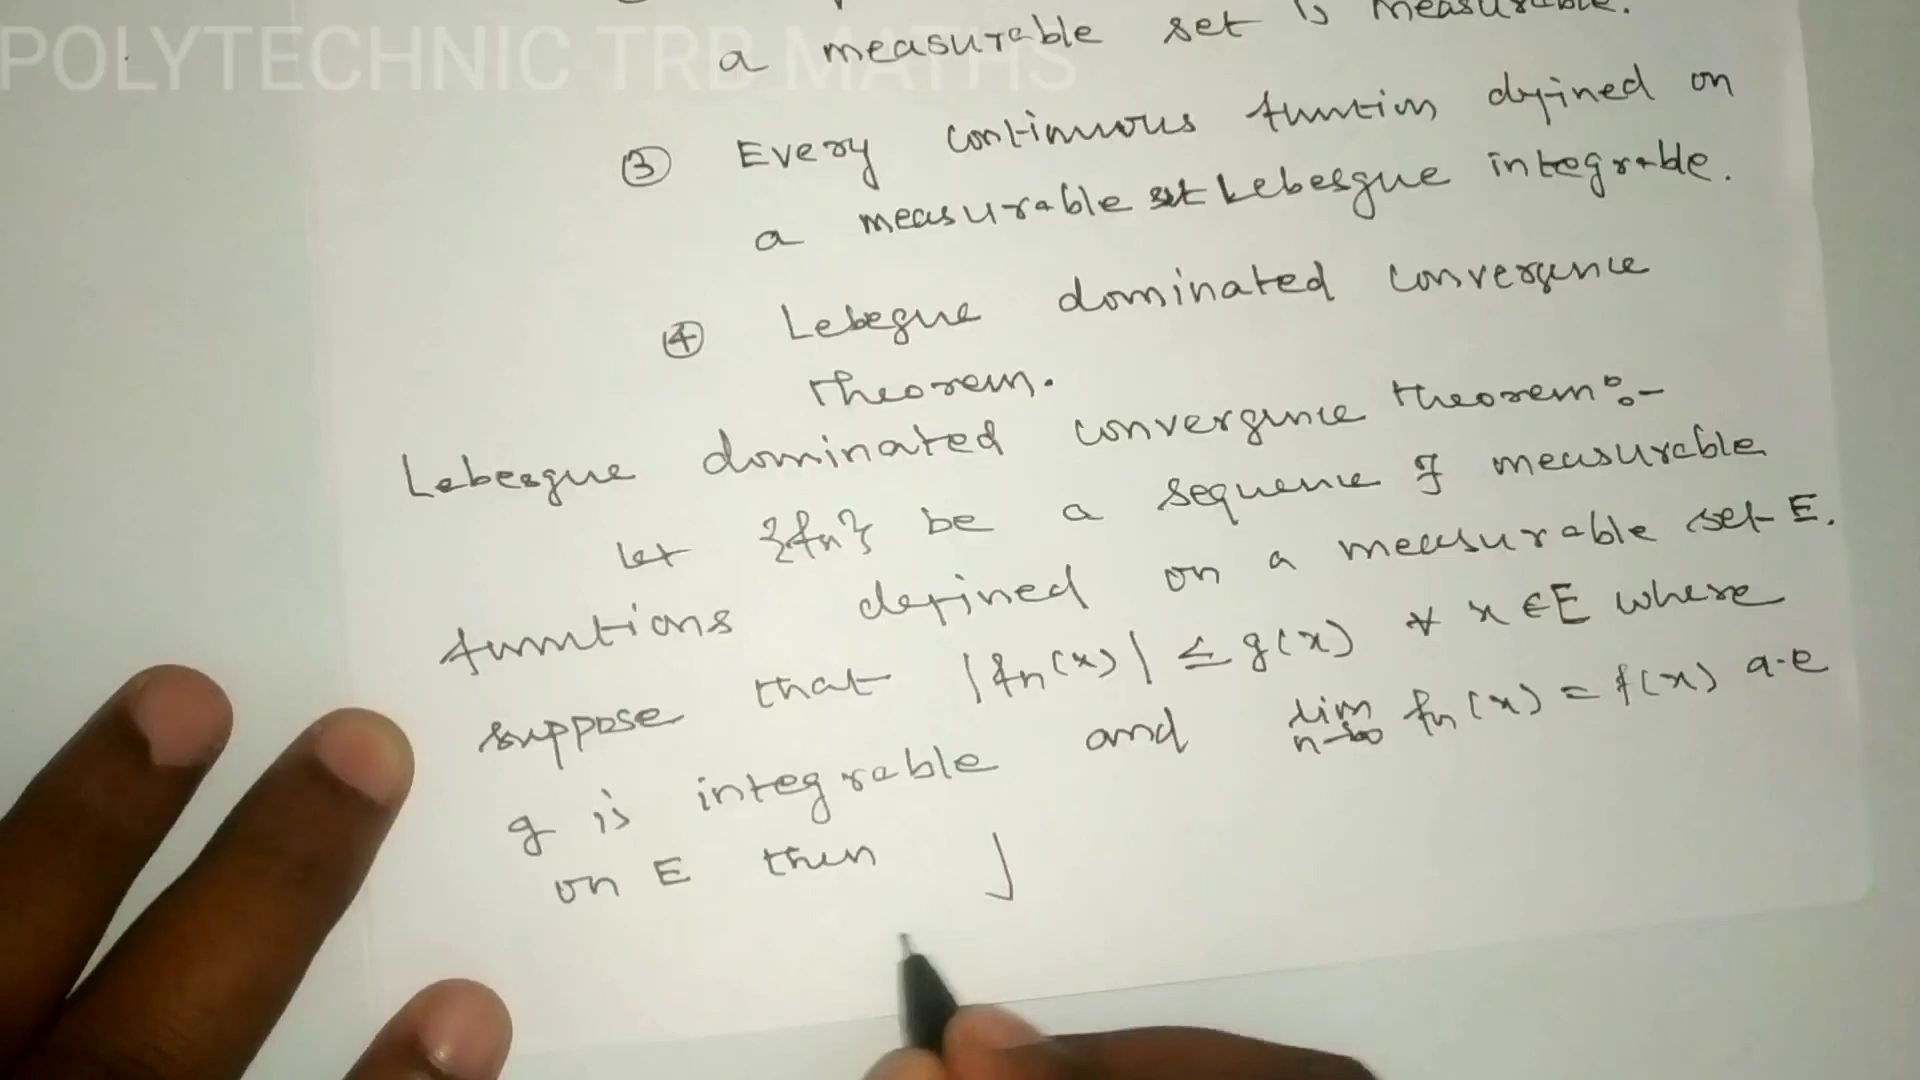 a measurable set is measurable.
POLYTECHNIC TRB MATHS
③ Every continuous function defined on
a measurable set Lebesgue integrable.
④ Lebegue dominated convergence
theorem.
Lebesgue dominated convergence theorem:-
Let {fn} be a sequence of measurable
functions defined on a measurable set E.
suppose that |fn(x)| ≤ g(x) ∀ x ∈ E where
g is integrable and lim n→∞ fn(x) = f(x) a.e
on E then ∫